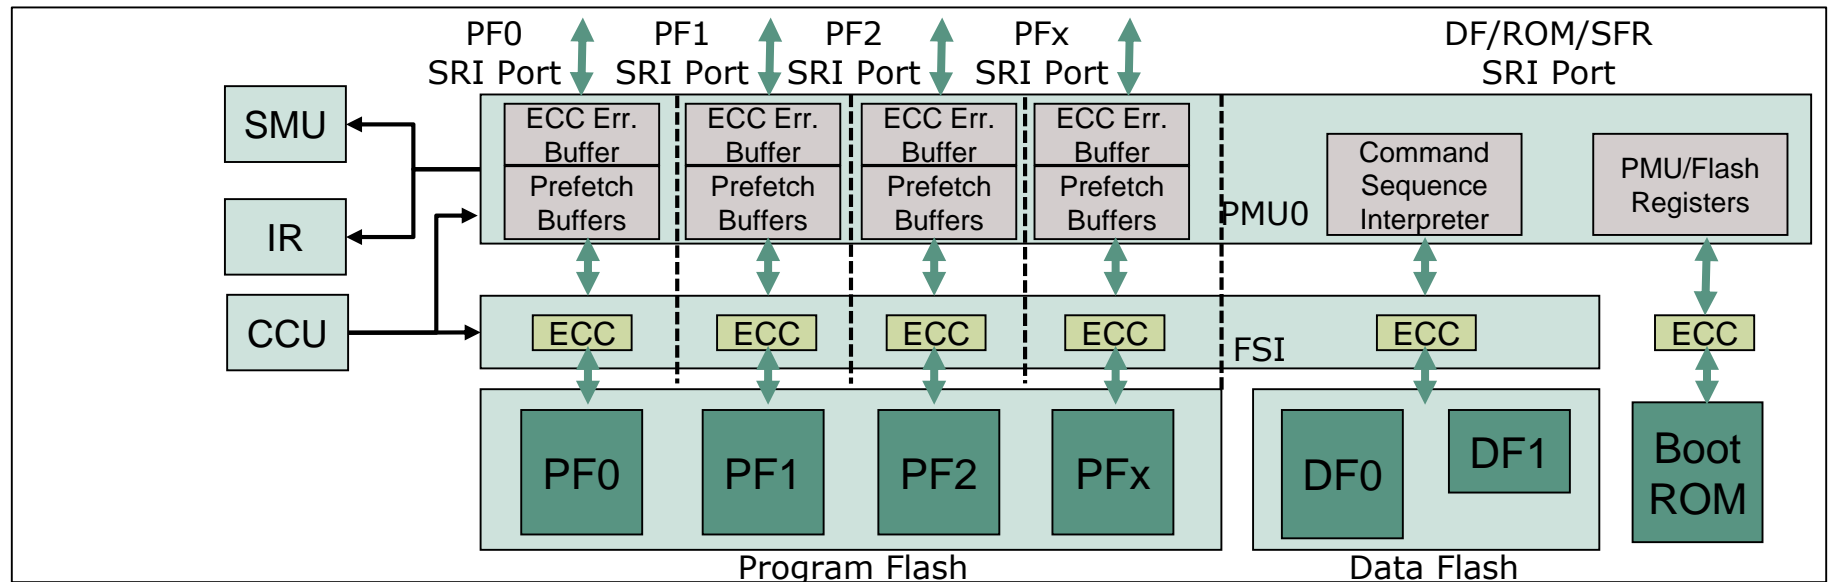 PF0
SRI Port
PF1
SRI Port
PF2
SRI Port
PFx
SRI Port
DF/ROM/SFR
SRI Port
SMU
IR
CCU
ECC Err.
Buffer
Prefetch
Buffers
ECC Err.
Buffer
Prefetch
Buffers
ECC Err.
Buffer
Prefetch
Buffers
ECC Err.
Buffer
Prefetch
Buffers
PMU0
Command
Sequence
Interpreter
PMU/Flash
Registers
ECC
ECC
ECC
ECC
FSI
ECC
ECC
PF0
PF1
PF2
PFx
DF0
DF1
Boot
ROM
Program Flash
Data Flash